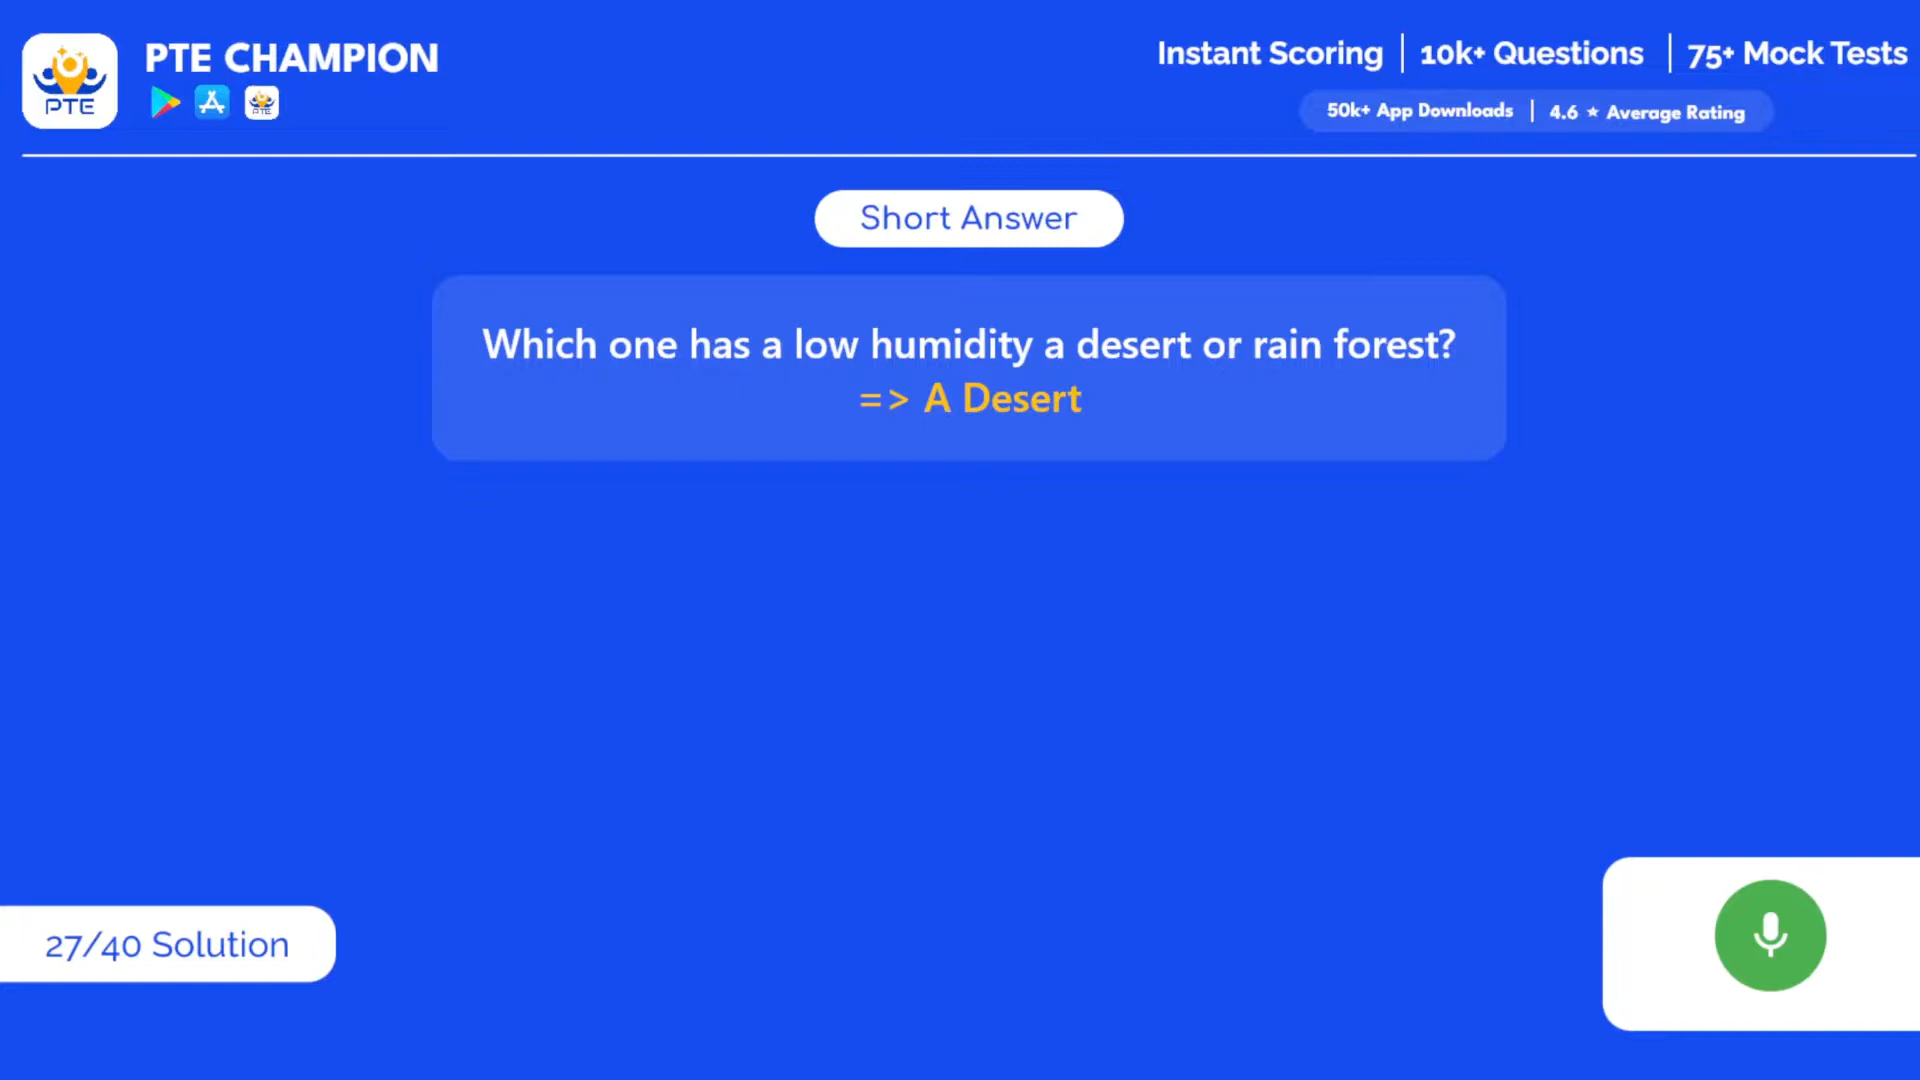 PTE CHAMPION
PTE
PTE
Instant Scoring | 10k+ Questions | 75+ Mock Tests
50k+ App Downloads | 4.6 ★ Average Rating
Short Answer
Which one has a low humidity a desert or rain forest?
=> A Desert
27/40 Solution